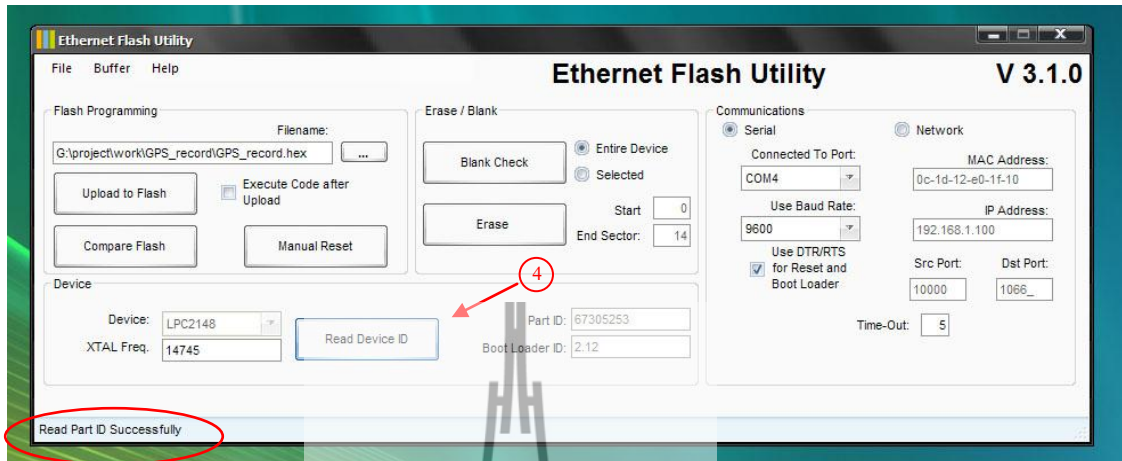 Ethernet Flash Utility
File Buffer Help
Ethernet Flash Utility
V 3.1.0
Flash Programming
Filename:
G:\project\work\GPS_record\GPS_record.hex
...
Upload to Flash
Execute Code after
Upload
Compare Flash
Manual Reset
Erase / Blank
Blank Check
Entire Device
Selected
Erase
Start 0
End Sector: 14
Communications
Serial
Network
Connected To Port:
COM4
Use Baud Rate:
9600
Use DTR/RTS
for Reset and
Boot Loader
MAC Address:
0c-1d-12-e0-1f-10
IP Address:
192.168.1.100
Src Port: Dst Port:
10000 1066_
Time-Out: 5
Device
4
Device: LPC2148
XTAL Freq. 14745
Read Device ID
Part ID: 67305253
Boot Loader ID: 2.12
Read Part ID Successfully